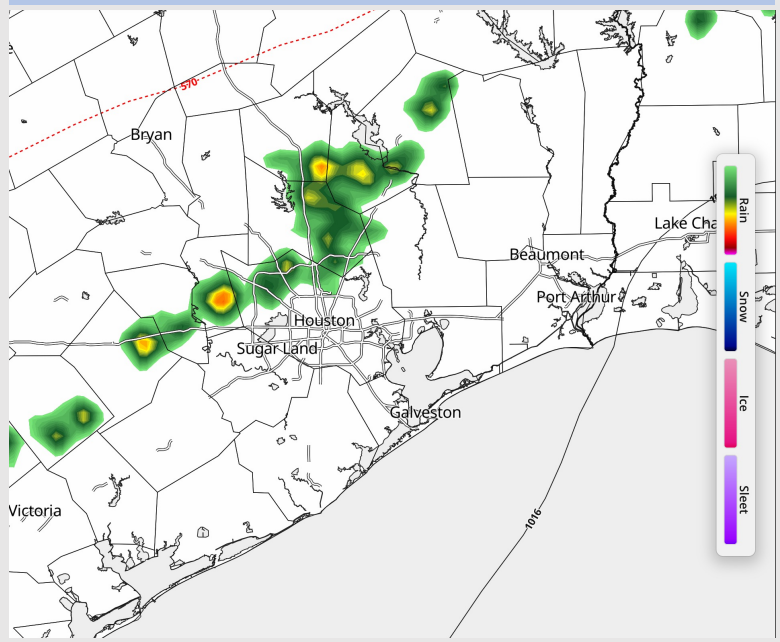 570
Bryan
Rain
Lake Cha
Beaumont
Snow
Port Arthur
Houston
Sugar Land
Ice
Galveston
Sleet
Victoria
1016